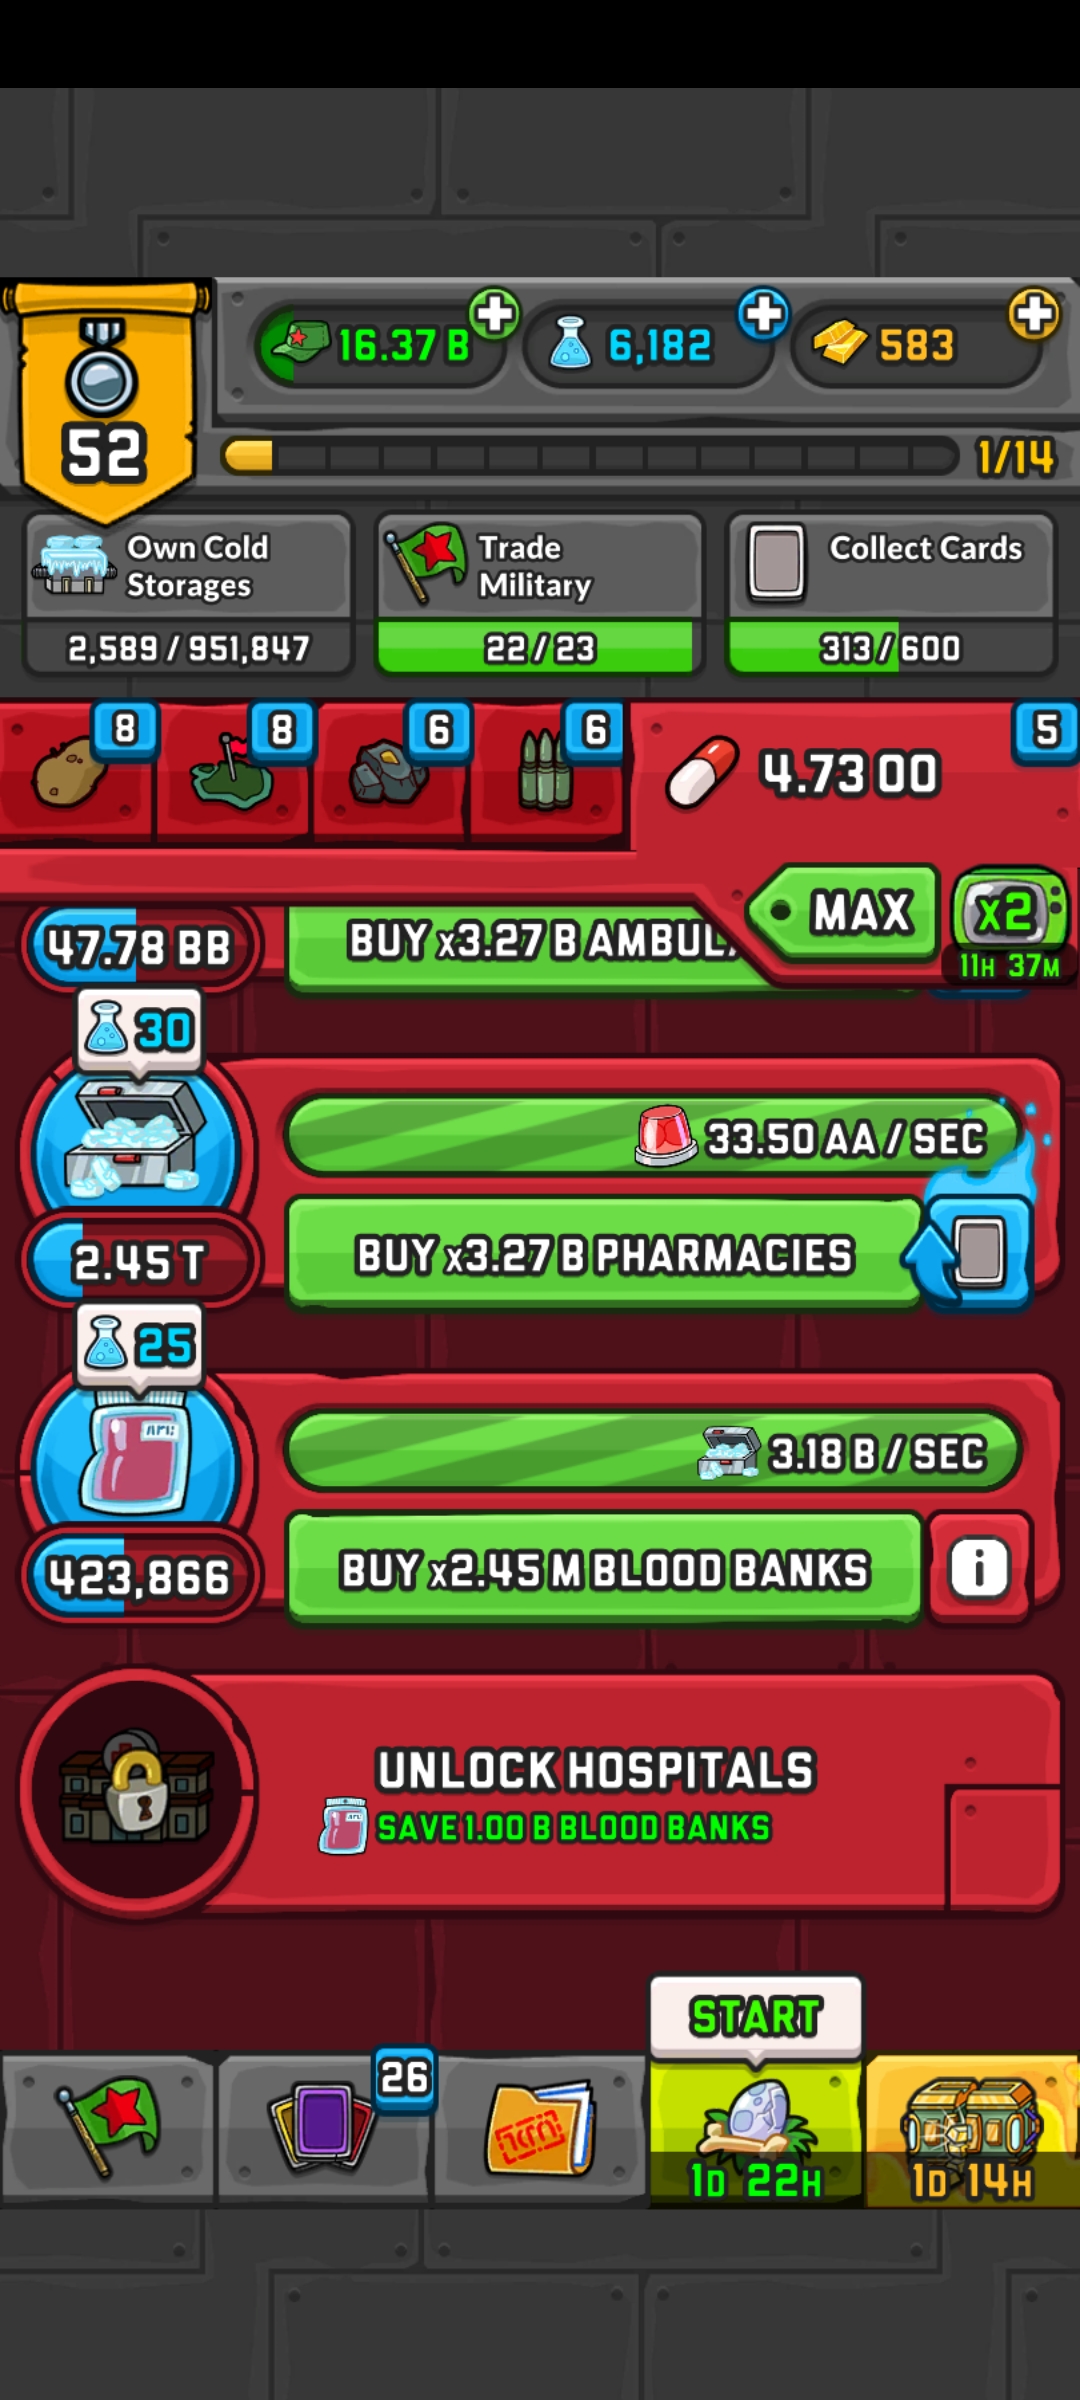 16.37 B
6,182
583
52
1/14
Own Cold
Storages
2,589 / 951,847
Trade
Military
22 / 23
Collect Cards
313 / 600
8
8
6
6
5
4.73 OO
MAX
x2
11H 37M
47.78 BB
BUY x3.27 B AMBUL
30
33.50 AA / SEC
2.45 T
BUY x3.27 B PHARMACIES
25
3.18 B / SEC
423,866
BUY x2.45 M BLOOD BANKS
i
UNLOCK HOSPITALS
SAVE 1.00 B BLOOD BANKS
START
26
1D 22H
1D 14H